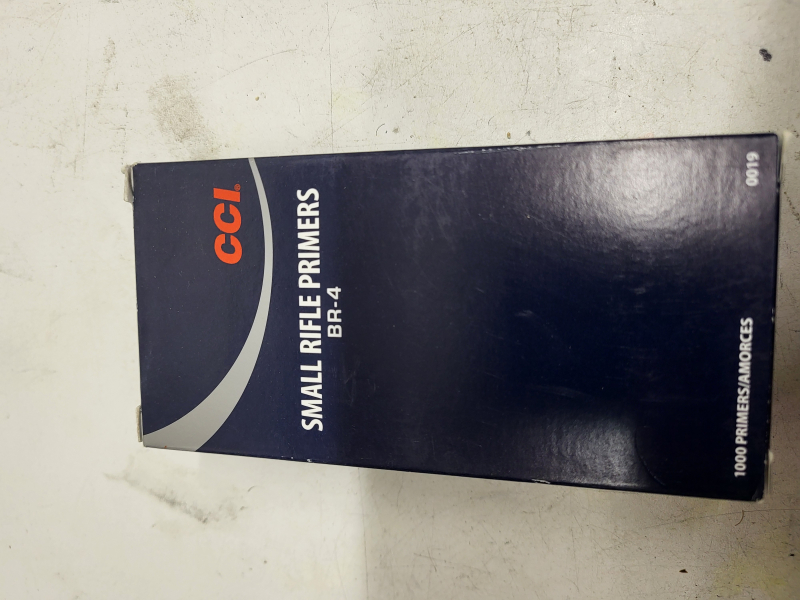 CCI®
SMALL RIFLE PRIMERS
BR-4
1000 PRIMERS/AMORCES
0019